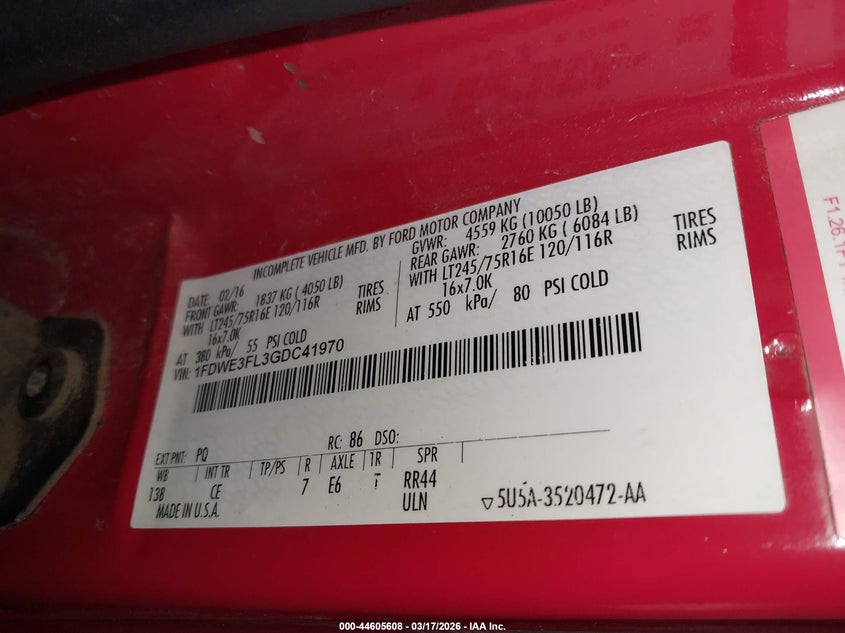 INCOMPLETE VEHICLE MFD. BY FORD MOTOR COMPANY
DATE: 02/16
GVWR: 4559 KG (10050 LB)
FRONT GAWR: 1837 KG ( 4050 LB)
REAR GAWR: 2760 KG ( 6084 LB)
WITH LT245/75R16E 120/116R TIRES
WITH LT245/75R16E 120/116R TIRES
16x7.0K RIMS
16x7.0K RIMS
AT 380 kPa/ 55 PSI COLD
AT 550 kPa/ 80 PSI COLD
VIN: 1FDWE3FL3GDC41970
EXT PNT: PQ RC: 86 DSO:
WB INT TR TP/PS R AXLE TR SPR
138 CE 7 E6 T RR44
ULN
MADE IN U.S.A.
▽5U5A-3520472-AA
000-44605608 - 03/17/2026 - IAA Inc.